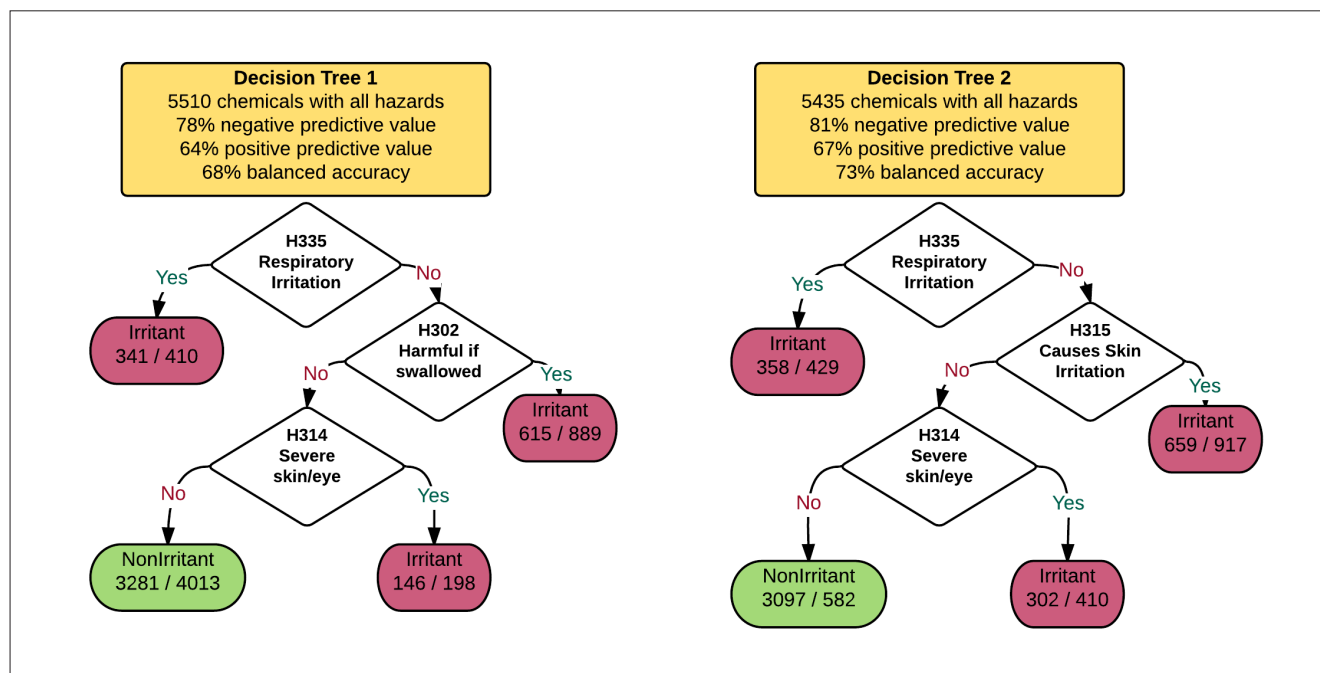 Decision Tree 1
5510 chemicals with all hazards
78% negative predictive value
64% positive predictive value
68% balanced accuracy
H335
Respiratory
Irritation
Yes
No
Irritant
341 / 410
H302
Harmful if
swallowed
No
Yes
Irritant
615 / 889
H314
Severe
skin/eye
No
Yes
NonIrritant
3281 / 4013
Irritant
146 / 198
Decision Tree 2
5435 chemicals with all hazards
81% negative predictive value
67% positive predictive value
73% balanced accuracy
H335
Respiratory
Irritation
Yes
No
Irritant
358 / 429
H315
Causes Skin
Irritation
No
Yes
Irritant
659 / 917
H314
Severe
skin/eye
No
Yes
NonIrritant
3097 / 582
Irritant
302 / 410